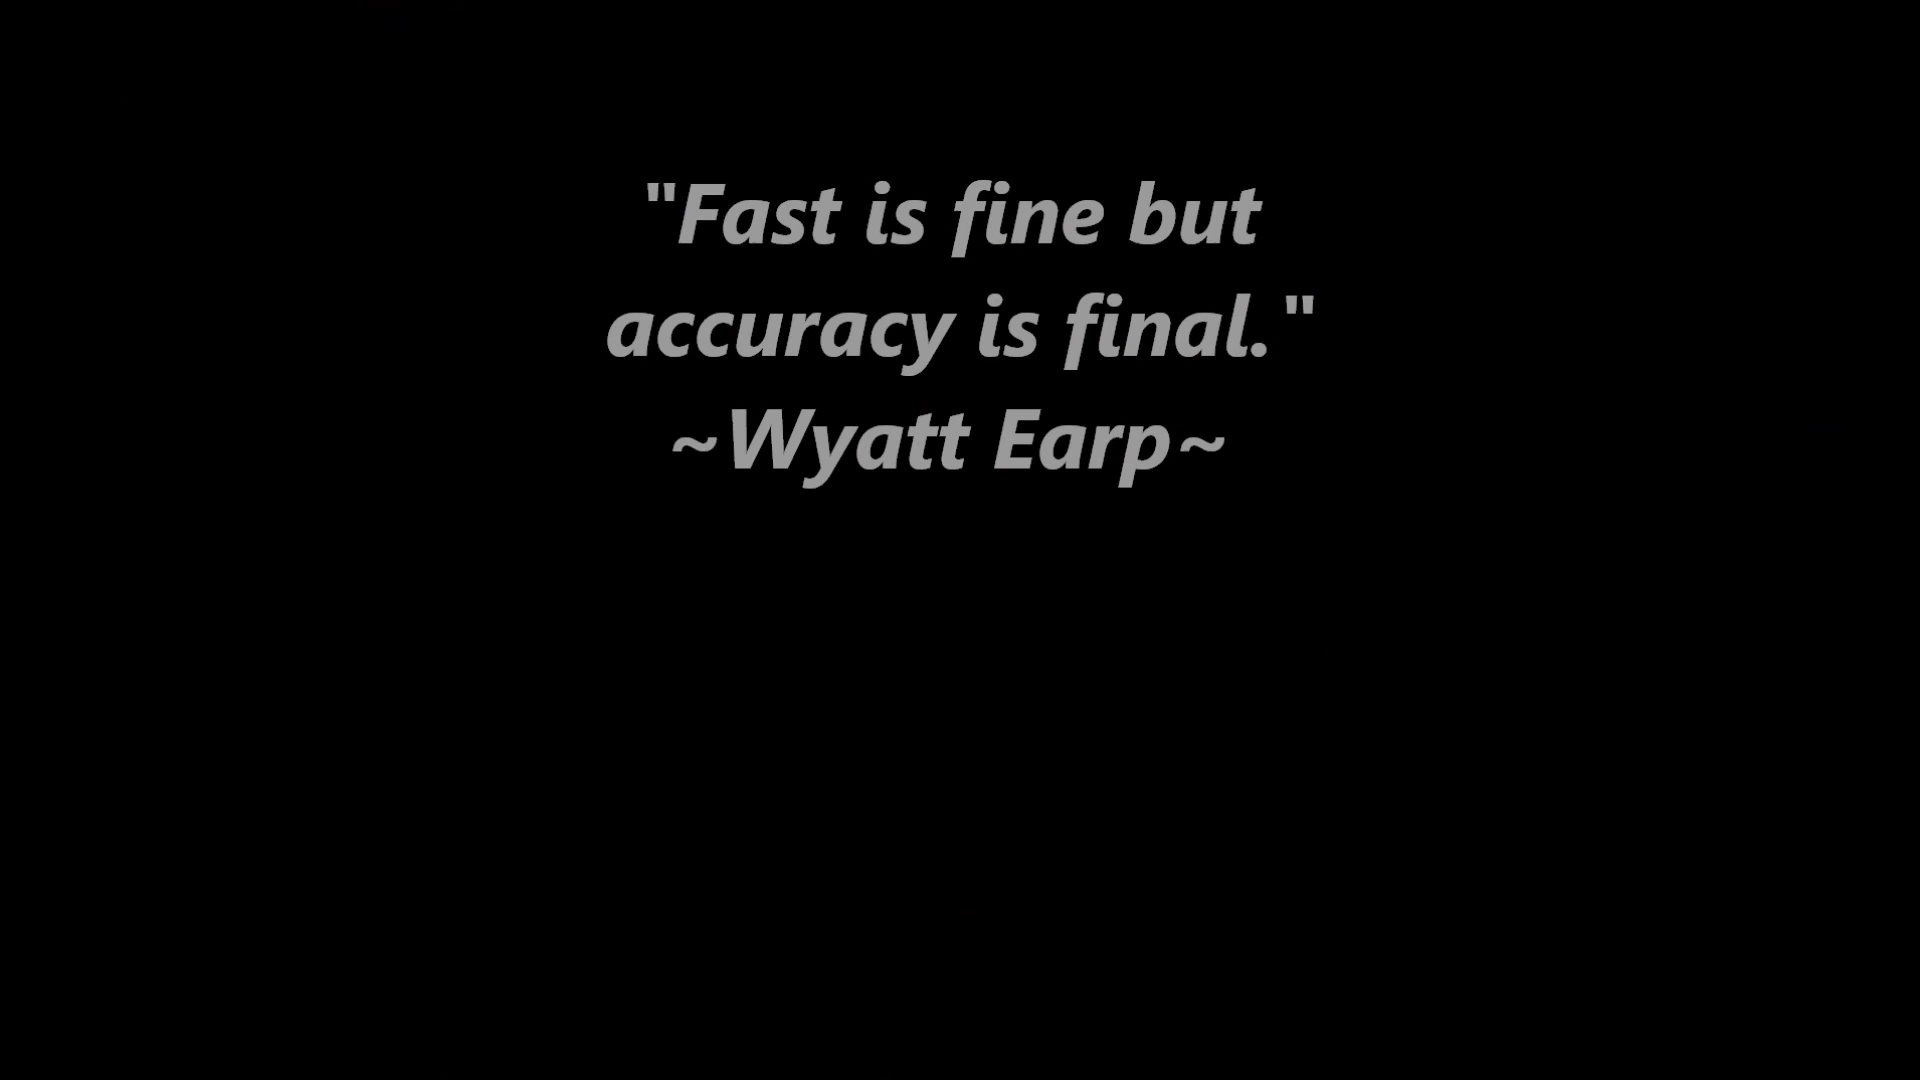 "Fast is fine but
accuracy is final."
~Wyatt Earp~